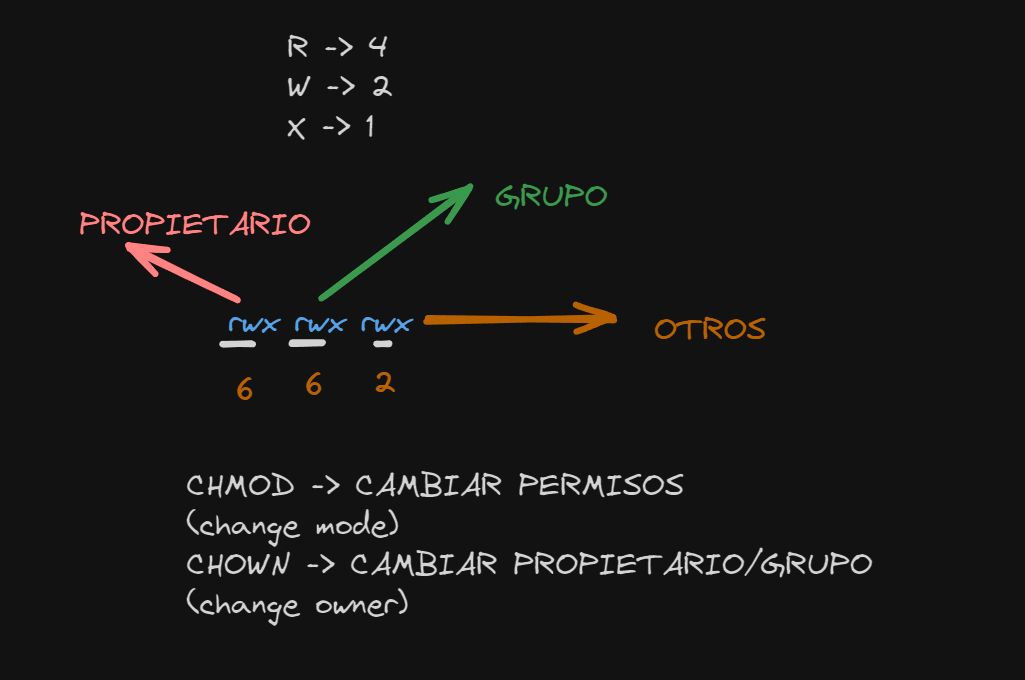 R -> 4
W -> 2
X -> 1
GRUPO
PROPIETARIO
rwx rwx rwx
OTROS
6 6 2
CHMOD -> CAMBIAR PERMISOS
(change mode)
CHOWN -> CAMBIAR PROPIETARIO/GRUPO
(change owner)